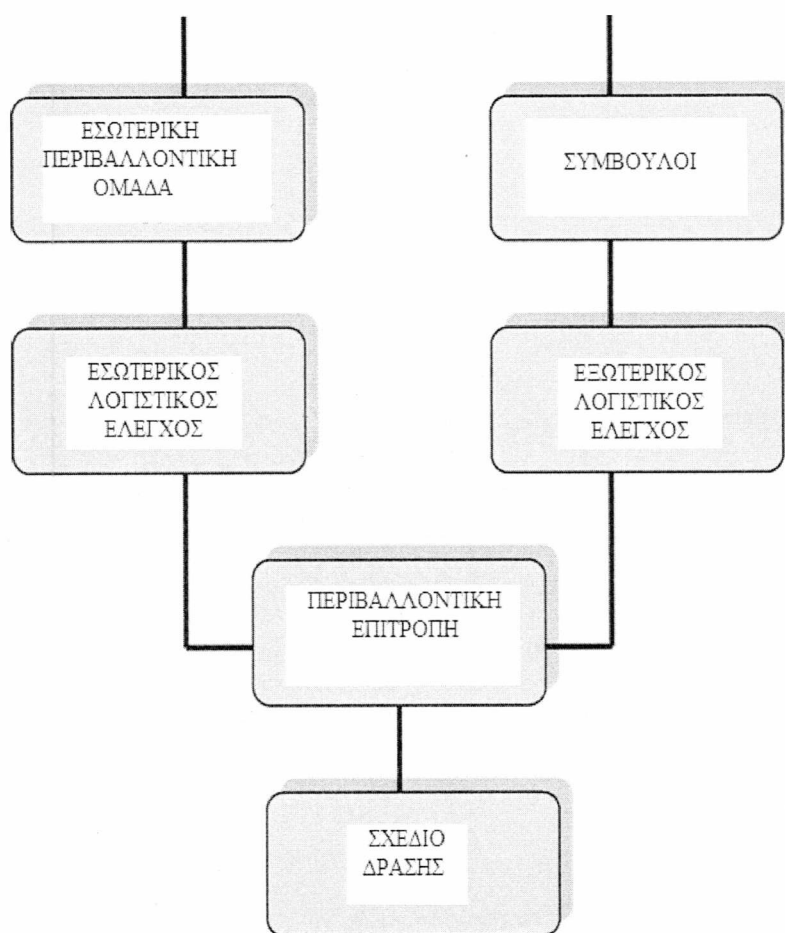 ΕΣΩΤΕΡΙΚΗ
ΠΕΡΙΒΑΛΛΟΝΤΙΚΗ
ΟΜΑΔΑ
ΣΥΜΒΟΥΛΟΙ
ΕΣΩΤΕΡΙΚΟΣ
ΛΟΓΙΣΤΙΚΟΣ
ΕΛΕΓΧΟΣ
ΕΞΩΤΕΡΙΚΟΣ
ΛΟΓΙΣΤΙΚΟΣ
ΕΛΕΓΧΟΣ
ΠΕΡΙΒΑΛΛΟΝΤΙΚΗ
ΕΠΙΤΡΟΠΗ
ΣΧΕΔΙΟ
ΔΡΑΣΗΣ